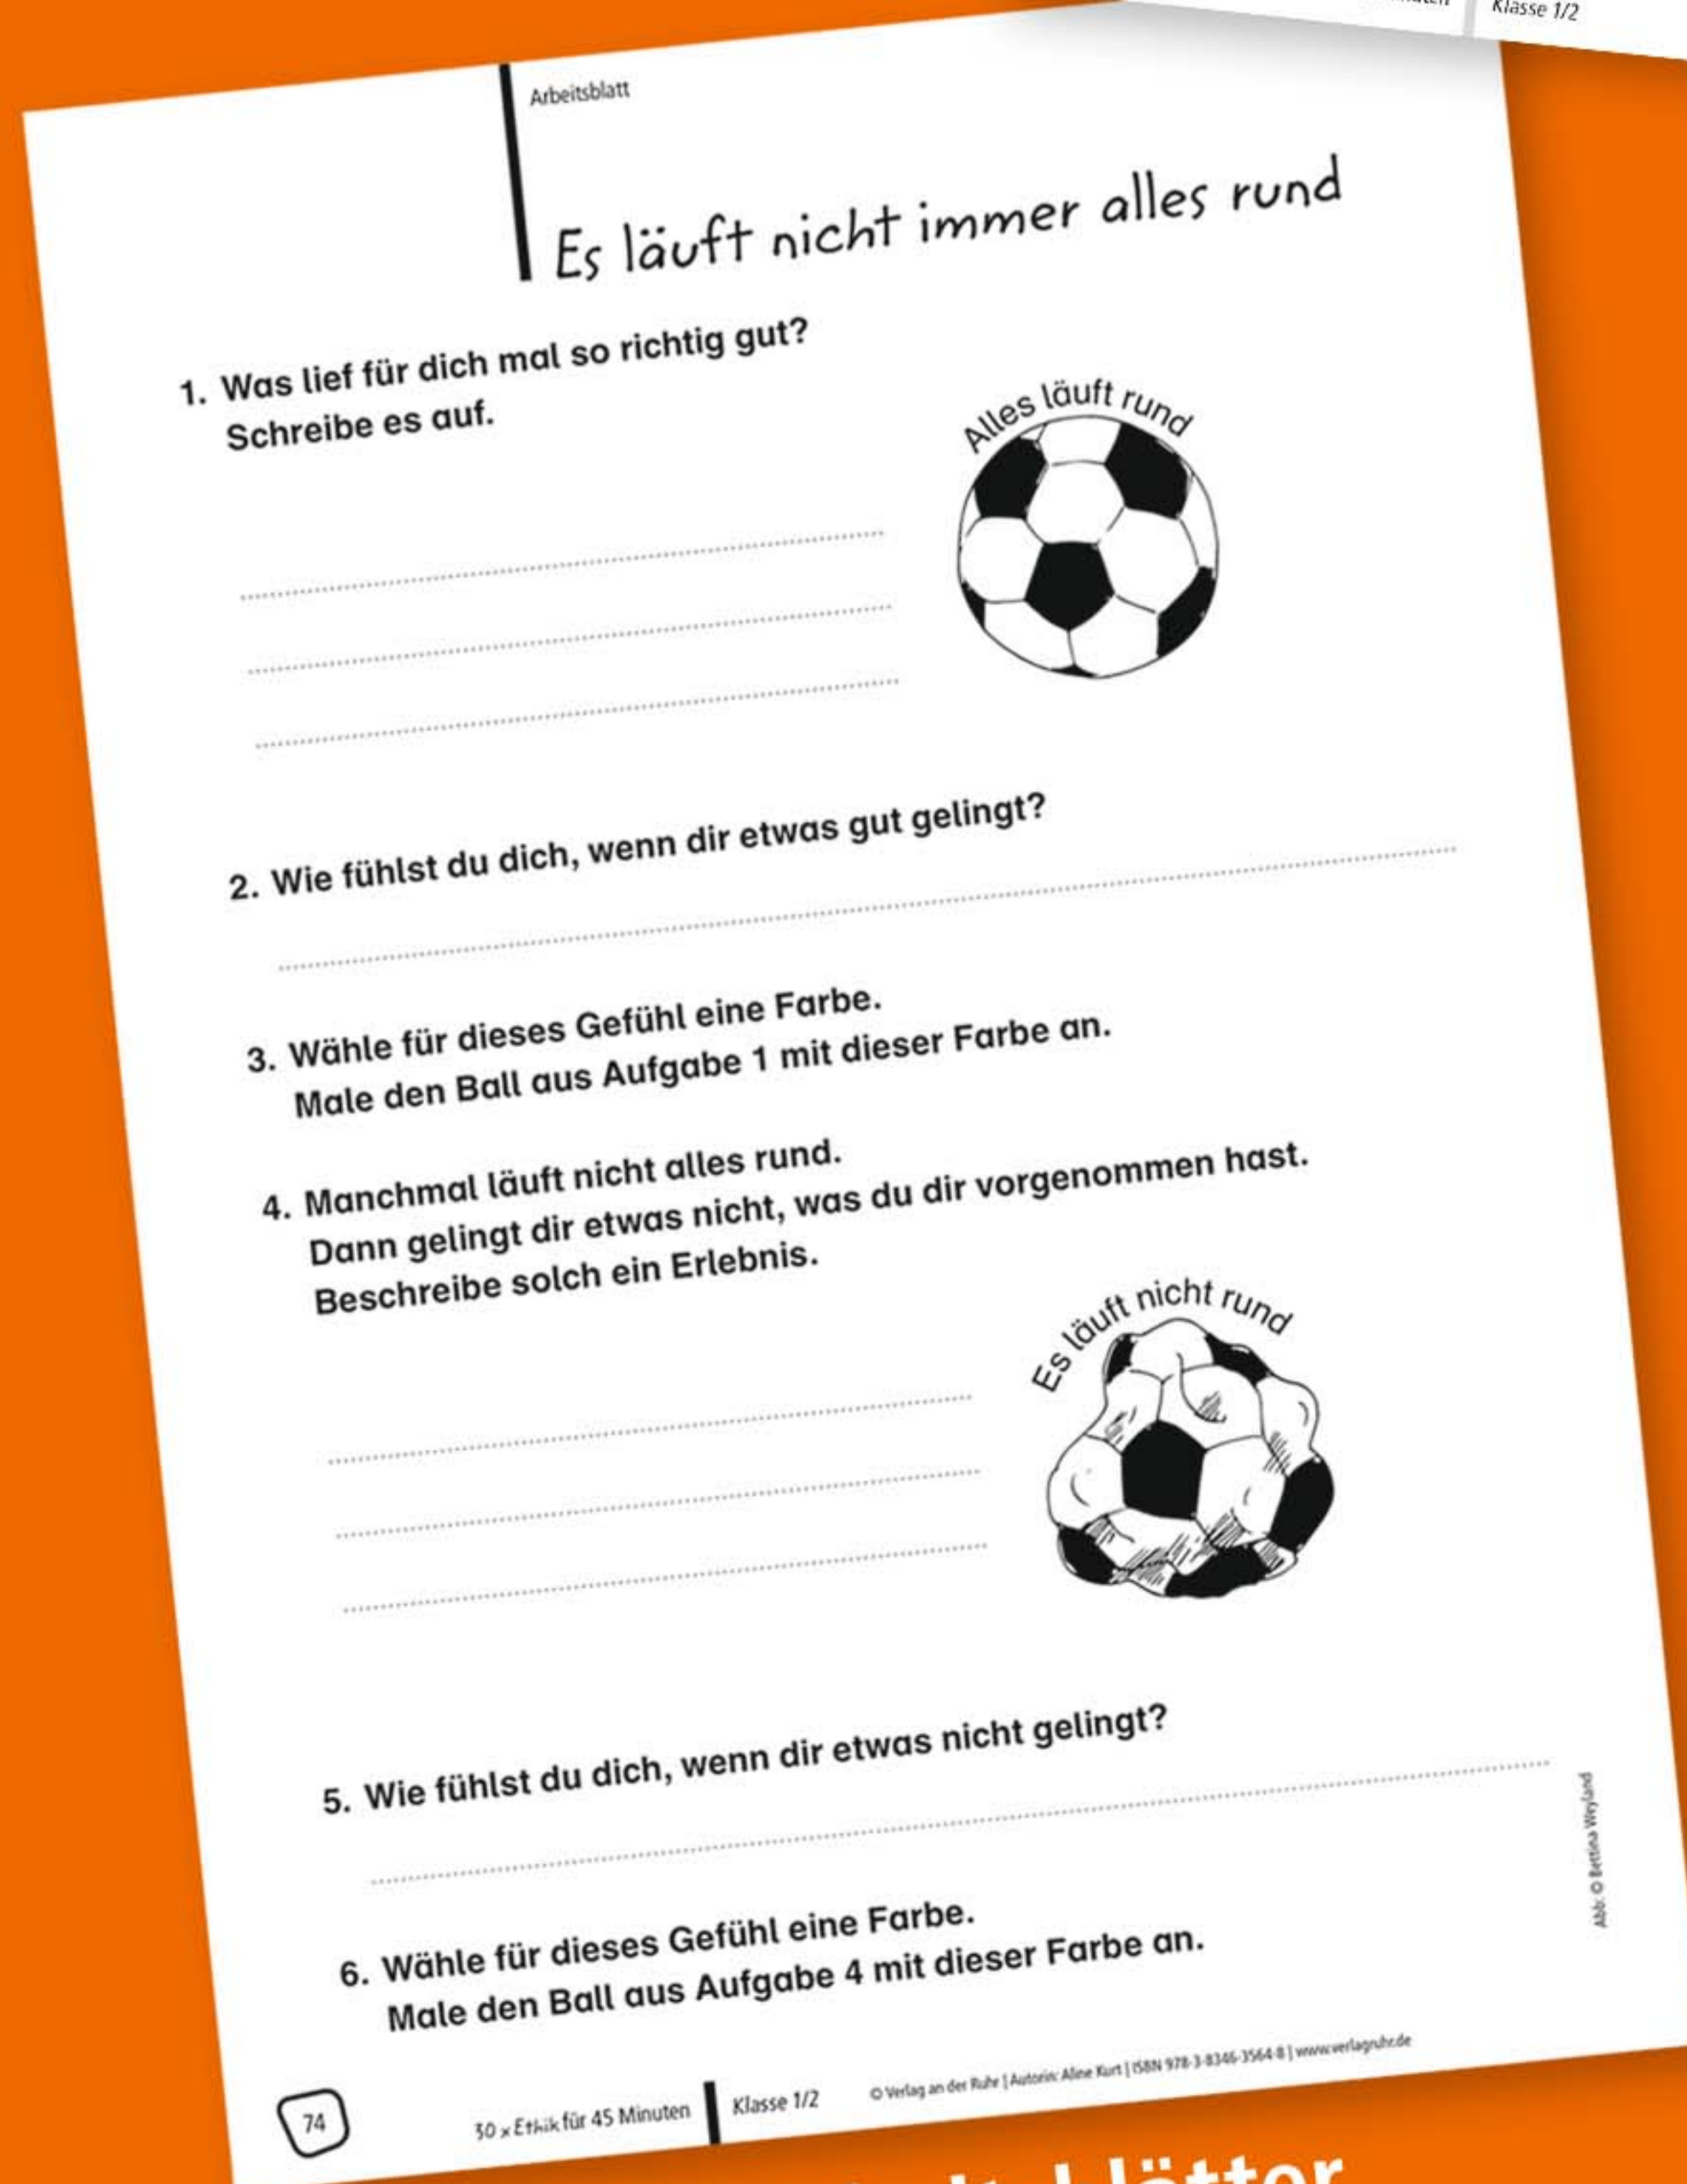 Klasse 1/2
Arbeitsblatt
Es läuft nicht immer alles rund
1. Was lief für dich mal so richtig gut?
Schreibe es auf.
Alles läuft rund
2. Wie fühlst du dich, wenn dir etwas gut gelingt?
3. Wähle für dieses Gefühl eine Farbe.
Male den Ball aus Aufgabe 1 mit dieser Farbe an.
4. Manchmal läuft nicht alles rund.
Dann gelingt dir etwas nicht, was du dir vorgenommen hast.
Beschreibe solch ein Erlebnis.
Es läuft nicht rund
5. Wie fühlst du dich, wenn dir etwas nicht gelingt?
6. Wähle für dieses Gefühl eine Farbe.
Male den Ball aus Aufgabe 4 mit dieser Farbe an.
Abb: © Bettina Weyland
74
30 x Ethik für 45 Minuten
Klasse 1/2
© Verlag an der Ruhr | Autorin: Aline Kurt | ISBN 978-3-8346-3564-8 | www.verlagruhr.de